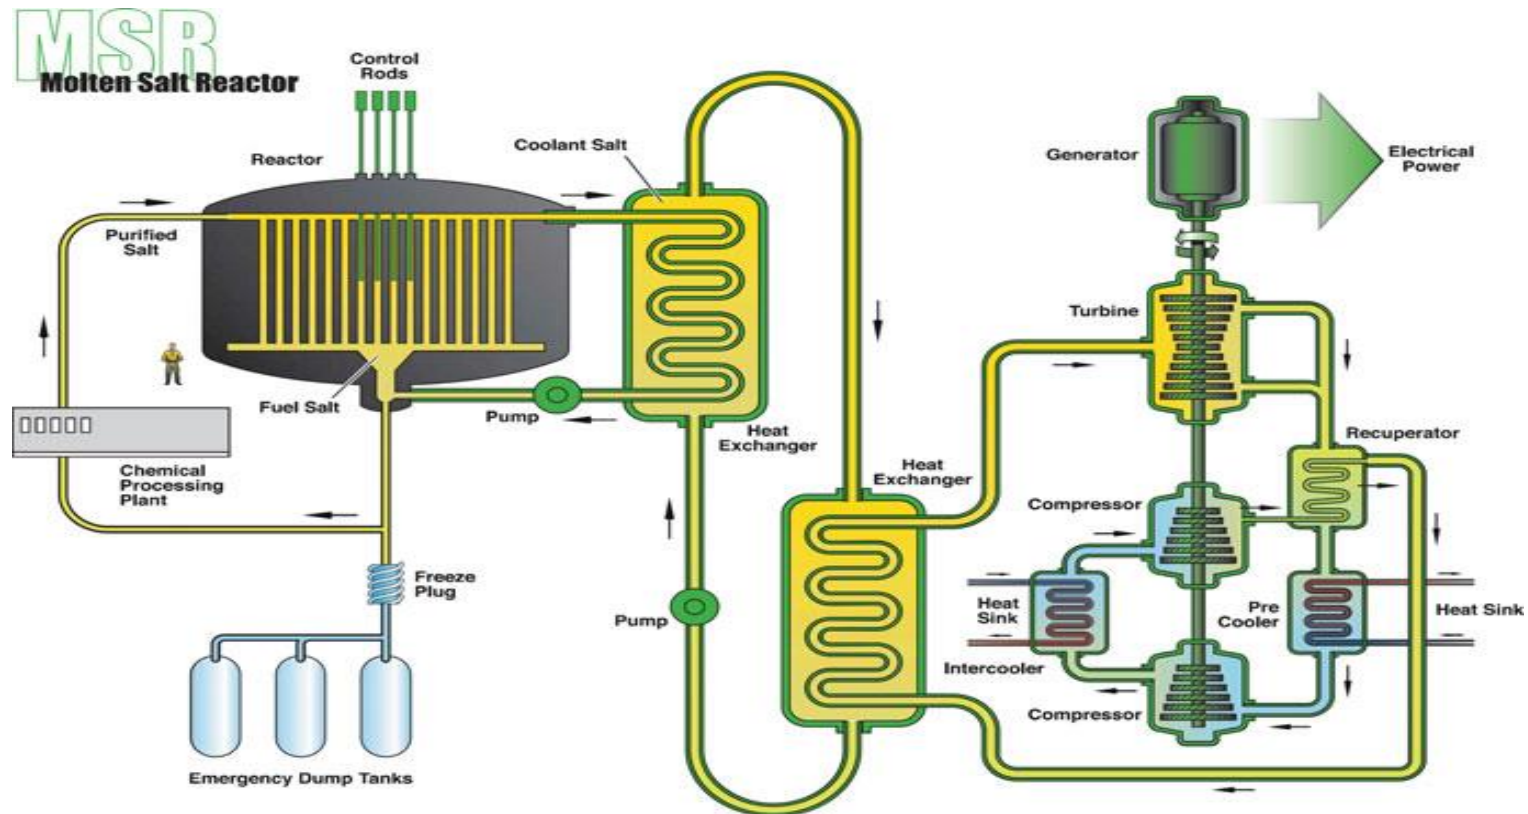 MSR
Molten Salt Reactor
Control
Rods
Reactor
Coolant Salt
Generator
Electrical
Power
Purified
Salt
Turbine
Fuel Salt
Pump
Heat
Exchanger
Recuperator
Chemical
Processing
Plant
Heat
Exchanger
Compressor
Freeze
Plug
Pump
Heat
Sink
Pre
Cooler
Heat Sink
Intercooler
Compressor
Emergency Dump Tanks